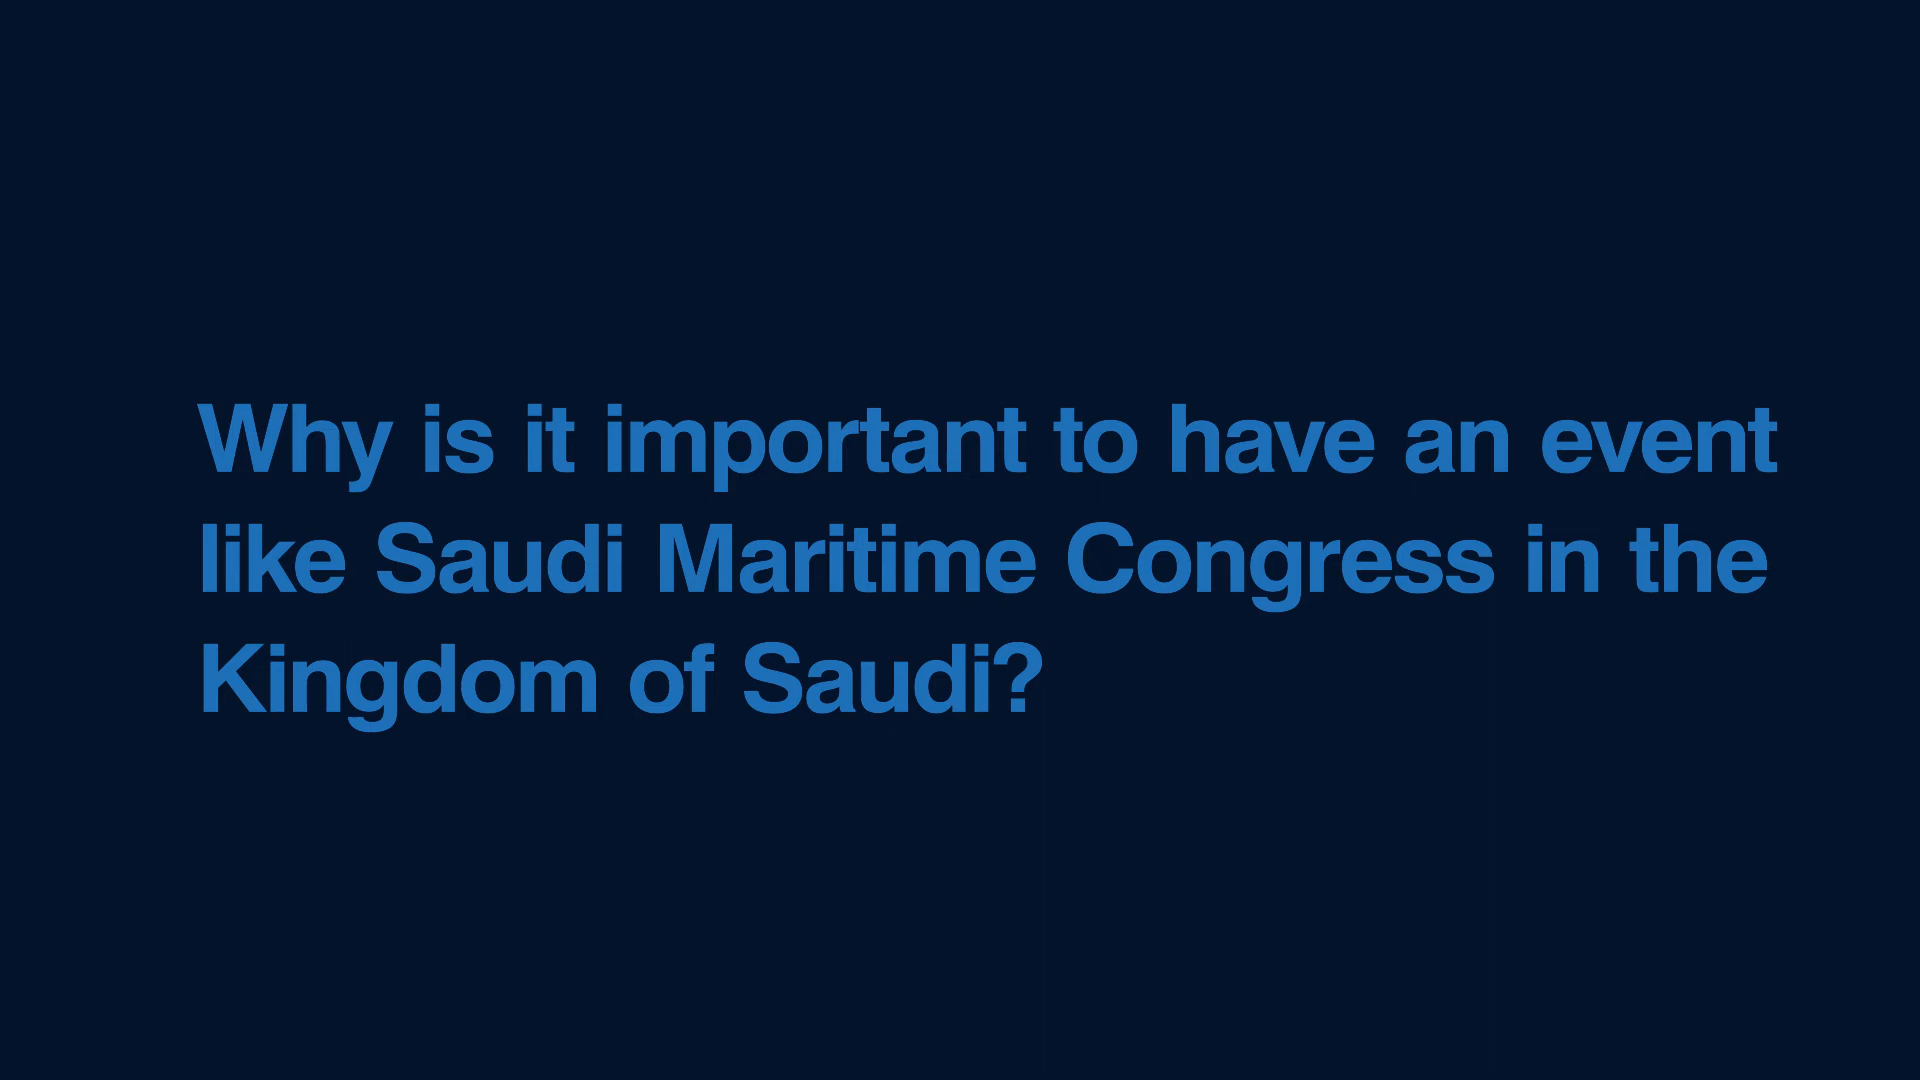 Why is it important to have an event
like Saudi Maritime Congress in the
Kingdom of Saudi?